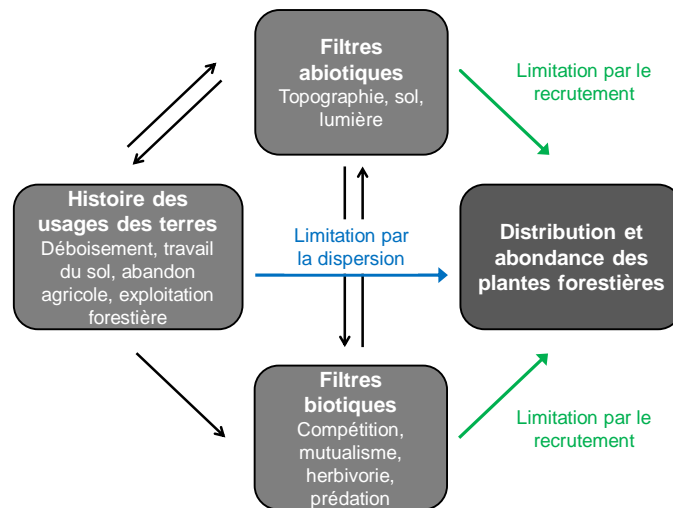 Filtres
abiotiques
Topographie, sol,
lumière
Limitation par le
recrutement
Histoire des
usages des terres
Déboisement, travail
du sol, abandon
agricole, exploitation
forestière
Limitation par
la dispersion
Distribution et
abondance des
plantes forestières
Filtres
biotiques
Compétition,
mutualisme,
herbivorie,
prédation
Limitation par le
recrutement